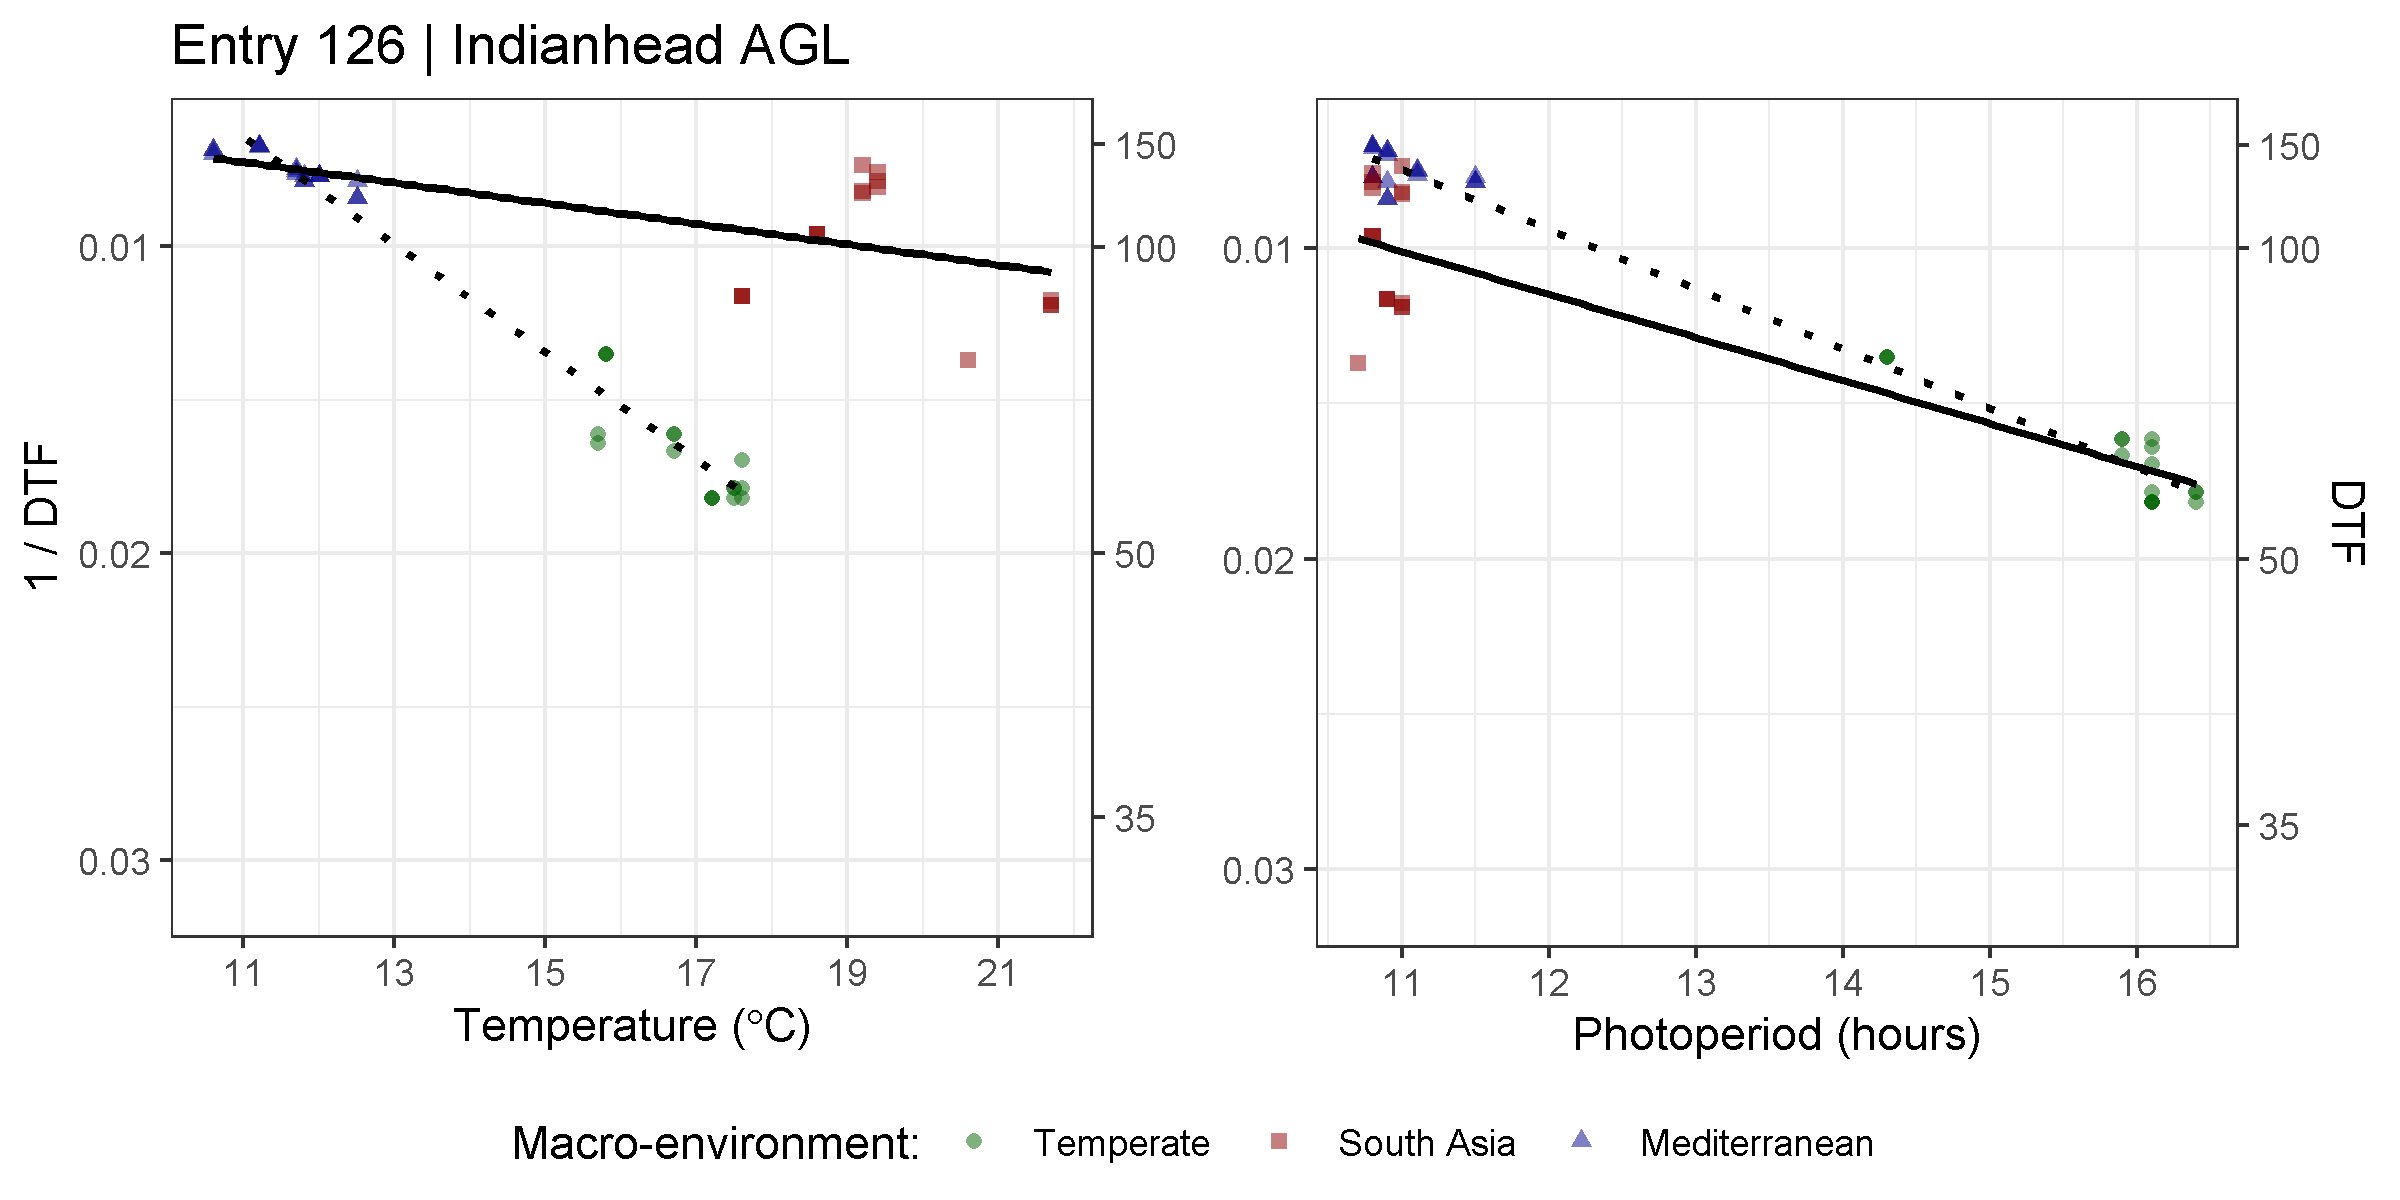 Entry 126 | Indianhead AGL
1 / DTF
0.01
0.02
0.03
150
100
50
35
11 13 15 17 19 21
Temperature (°C)
0.01
0.02
0.03
150
100
50
35
DTF
11 12 13 14 15 16
Photoperiod (hours)
Macro-environment: Temperate South Asia Mediterranean